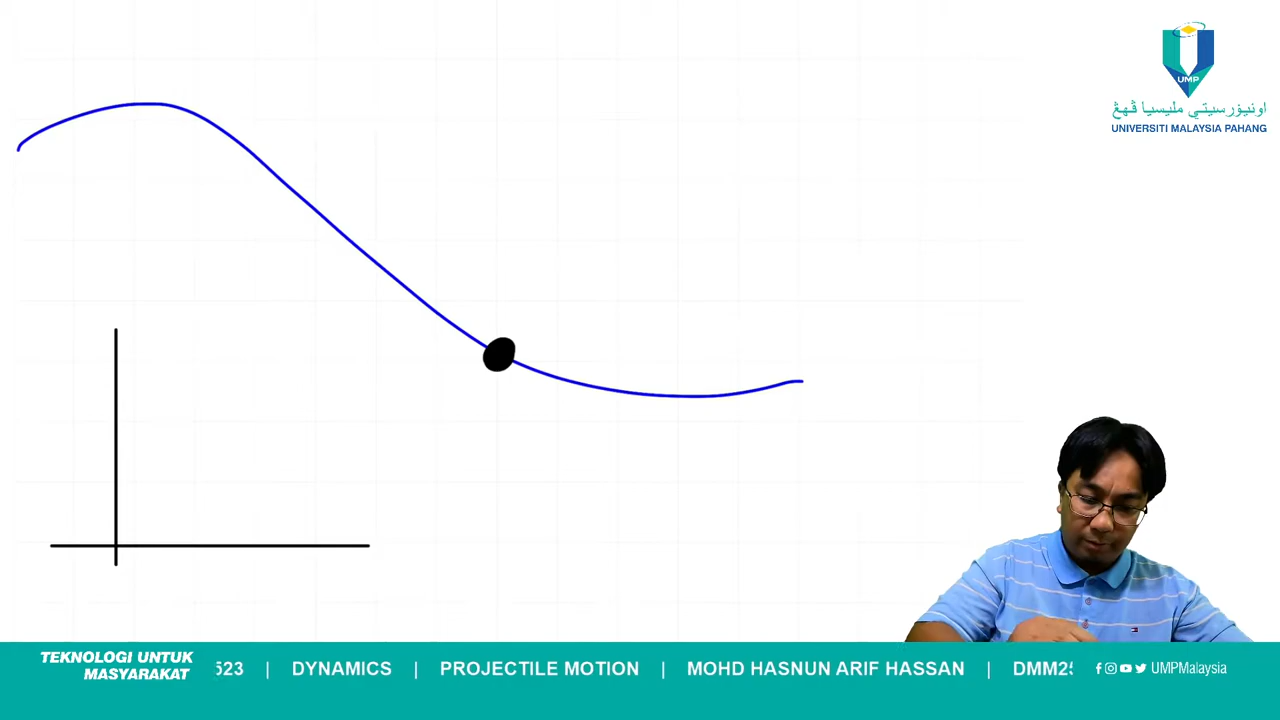 UMP
اونيۏرسيتي مليسيا ڤهڠ
UNIVERSITI MALAYSIA PAHANG
TEKNOLOGI UNTUK
MASYARAKAT
523 | DYNAMICS | PROJECTILE MOTION | MOHD HASNUN ARIF HASSAN | DMM25
UMPMalaysia